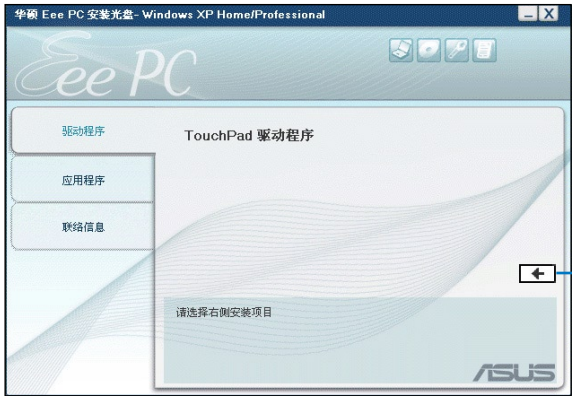 华硕 Eee PC 安装光盘- Windows XP Home/Professional
Eee PC
驱动程序
TouchPad 驱动程序
应用程序
联络信息
请选择右侧安装项目
ASUS